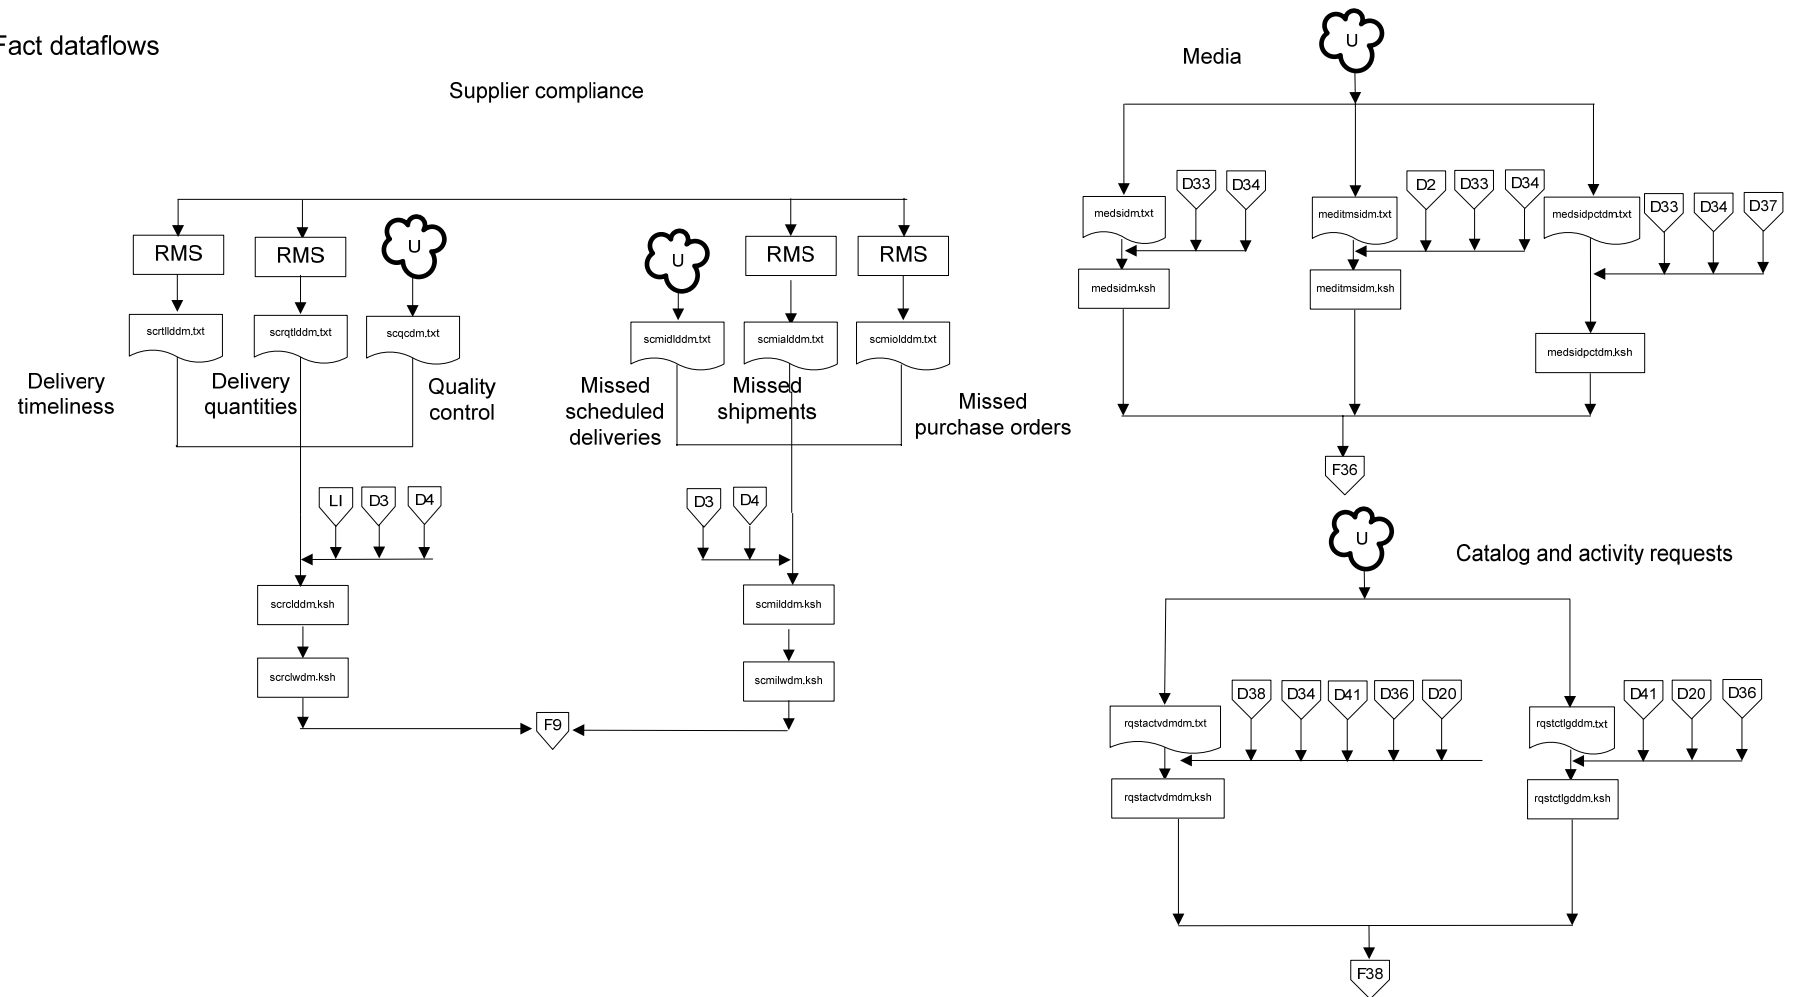 Fact dataflows
Supplier compliance
RMS
RMS
U
U
RMS
RMS
scrtllddm.txt
scrqtlddm.txt
scqcdm.txt
scmidlddm.txt
scmialddm.txt
scmiolddm.txt
Delivery
timeliness
Delivery
quantities
Quality
control
Missed
scheduled
deliveries
Missed
shipments
Missed
purchase orders
LI
D3
D4
D3
D4
scrclddm.ksh
scmilddm.ksh
scrclwdm.ksh
scmilwdm.ksh
F9
Media
U
medsidm.txt
D33
D34
meditmsidm.txt
D2
D33
D34
medsidpctdm.txt
D33
D34
D37
medsidm.ksh
meditmsidm.ksh
medsidpctdm.ksh
F36
U
Catalog and activity requests
rqstactvdmdm.txt
D38
D34
D41
D36
D20
rqstctlgddm.txt
D41
D20
D36
rqstactvdmdm.ksh
rqstctlgddm.ksh
F38